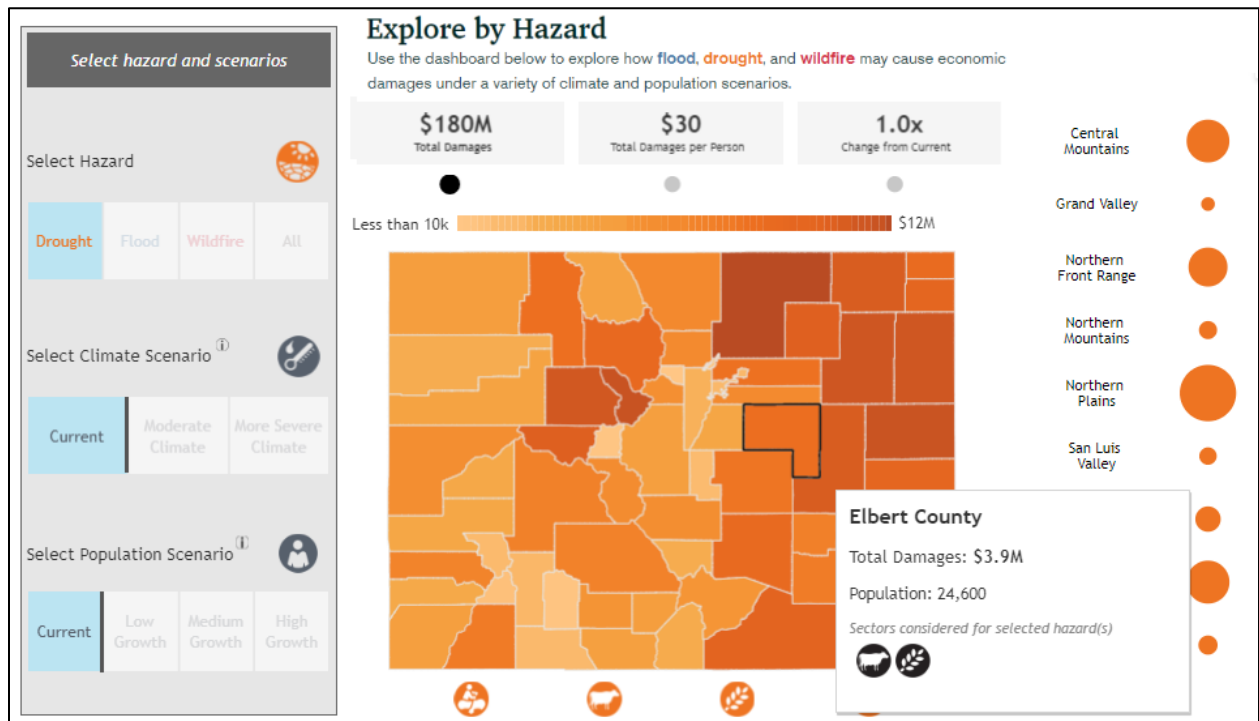 Select hazard and scenarios
Select Hazard
Drought
Flood
Wildfire
All
Select Climate Scenario i
Current
Moderate
Climate
More Severe
Climate
Select Population Scenario i
Current
Low
Growth
Medium
Growth
High
Growth
Explore by Hazard
Use the dashboard below to explore how flood, drought, and wildfire may cause economic
damages under a variety of climate and population scenarios.
$180M
Total Damages
$30
Total Damages per Person
1.0x
Change from Current
Less than 10k
$12M
Central
Mountains
Grand Valley
Northern
Front Range
Northern
Mountains
Northern
Plains
San Luis
Valley
Elbert County
Total Damages: $3.9M
Population: 24,600
Sectors considered for selected hazard(s)